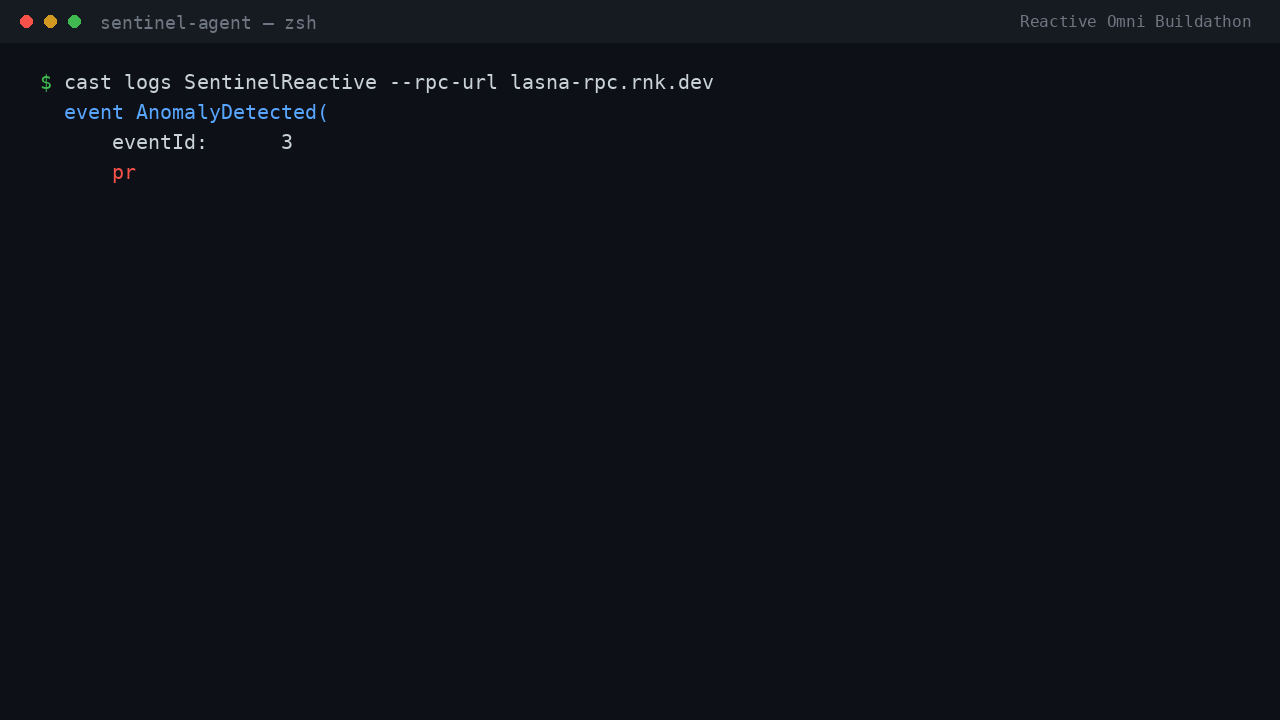 sentinel-agent — zsh
Reactive Omni Buildathon
$ cast logs SentinelReactive --rpc-url lasna-rpc.rnk.dev
event AnomalyDetected(
eventId: 3
pr